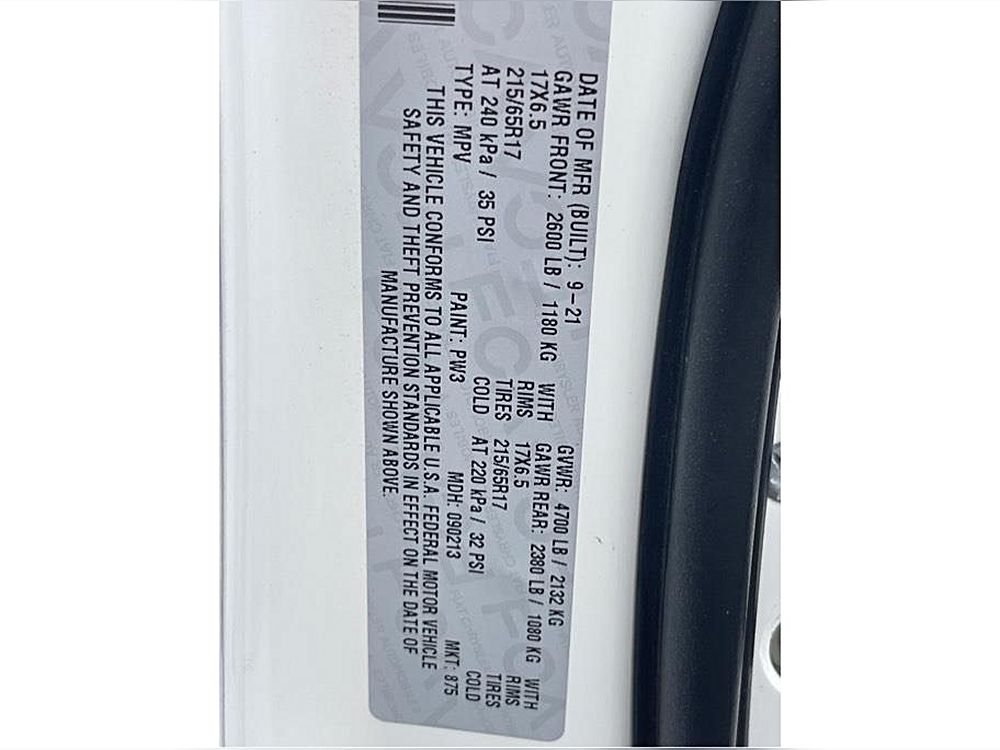 DATE OF MFR (BUILT): 9-21 GVWR: 4700 LB / 2132 KG
GAWR FRONT: 2600 LB / 1180 KG WITH GAWR REAR: 2380 LB / 1080 KG WITH
17X6.5 RIMS 17X6.5 RIMS
215/65R17 TIRES 215/65R17 TIRES
AT 240 kPa / 35 PSI COLD AT 220 kPa / 32 PSI COLD
TYPE: MPV PAINT: PW3 MDH: 090213 MKT: 875
THIS VEHICLE CONFORMS TO ALL APPLICABLE U.S.A. FEDERAL MOTOR VEHICLE
SAFETY AND THEFT PREVENTION STANDARDS IN EFFECT ON THE DATE OF
MANUFACTURE SHOWN ABOVE.